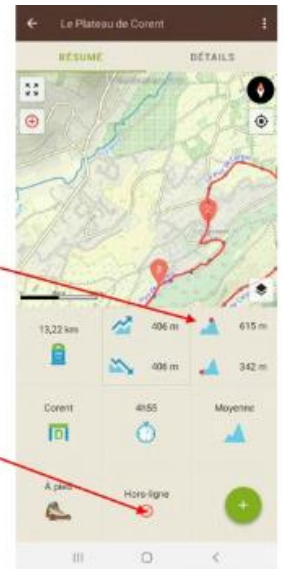 Le Plateau de Corent
RÉSUMÉ DÉTAILS
13,22 km 406 m 615 m
406 m 342 m
Corent 4h55 Moyenne
À pied
Hors-ligne